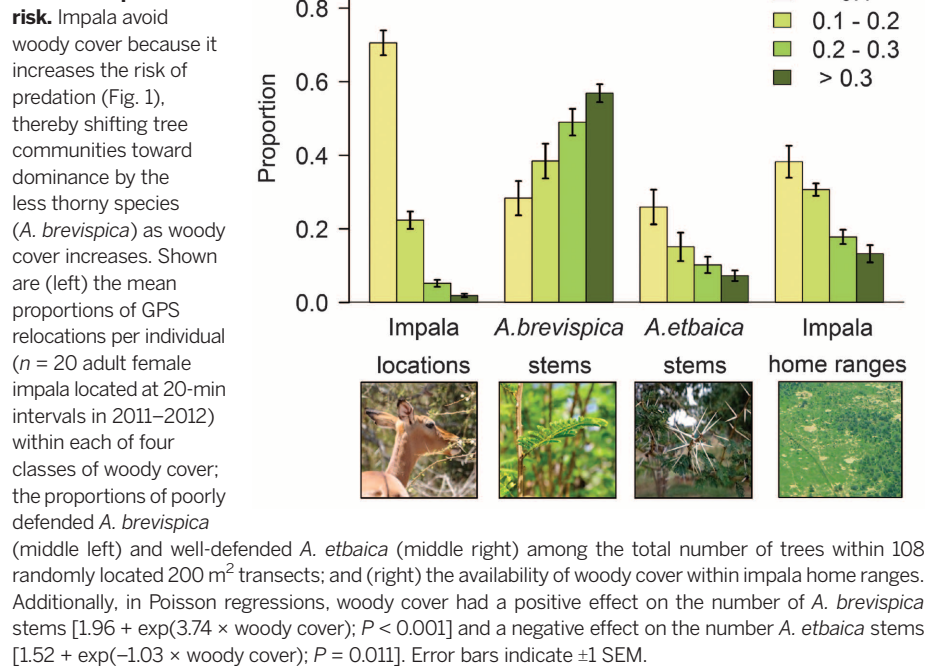 risk. Impala avoid
woody cover because it
increases the risk of
predation (Fig. 1),
thereby shifting tree
communities toward
dominance by the
less thorny species
(A. brevispica) as woody
cover increases. Shown
are (left) the mean
proportions of GPS
relocations per individual
(n = 20 adult female
impala located at 20-min
intervals in 2011–2012)
within each of four
classes of woody cover;
the proportions of poorly
defended A. brevispica
(middle left) and well-defended A. etbaica (middle right) among the total number of trees within 108
randomly located 200 m² transects; and (right) the availability of woody cover within impala home ranges.
Additionally, in Poisson regressions, woody cover had a positive effect on the number of A. brevispica
stems [1.96 + exp(3.74 × woody cover); P < 0.001] and a negative effect on the number A. etbaica stems
[1.52 + exp(–1.03 × woody cover); P = 0.011]. Error bars indicate ±1 SEM.
Proportion
0.8
0.6
0.4
0.2
0.0
0.1 - 0.2
0.2 - 0.3
> 0.3
Impala
locations
A.brevispica
stems
A.etbaica
stems
Impala
home ranges